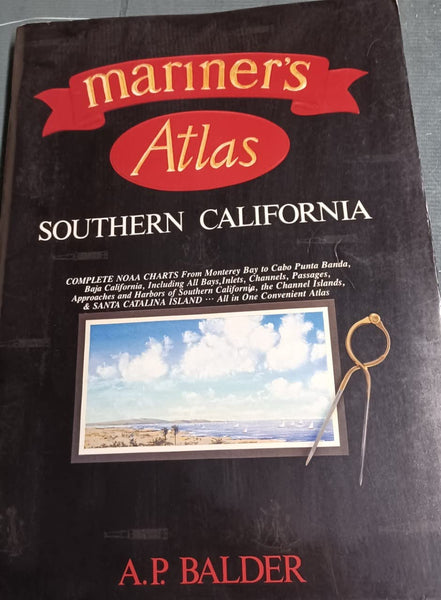 mariner's
Atlas
SOUTHERN CALIFORNIA
COMPLETE NOAA CHARTS From Monterey Bay to Cabo Punta Banda,
Baja California, Including All Bays, Inlets, Channels, Passages,
Approaches and Harbors of Southern California, the Channel Islands,
& SANTA CATALINA ISLAND ··· All in One Convenient Atlas
A.P. BALDER